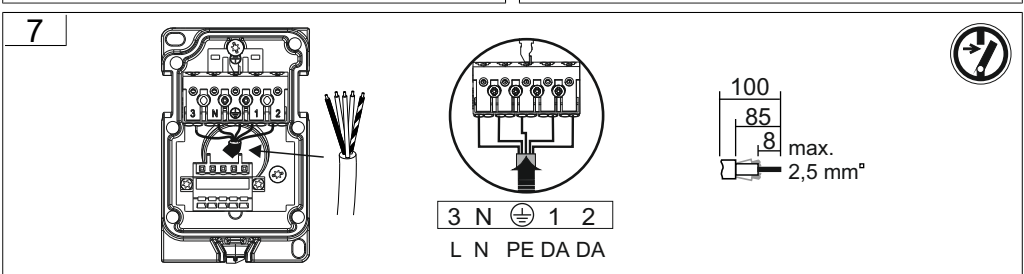 7
3 N ⏚ 1 2
3 N ⏚ 1 2
L N PE DA DA
100
85
8 max.
2,5 mm²